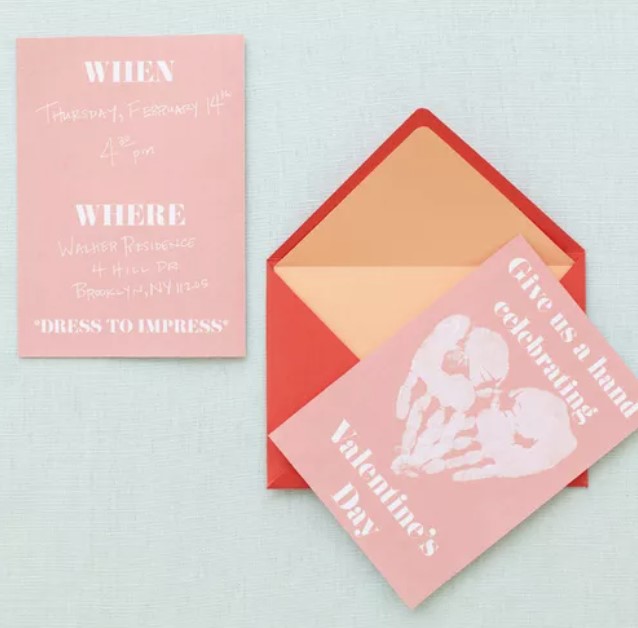 WHEN
THURSDAY, FEBRUARY 14th
4:30 pm
WHERE
WALKER RESIDENCE
4 HILL DR
BROOKLYN, NY 11205
*DRESS TO IMPRESS*
Give us a hand
celebrating
Valentine's
Day